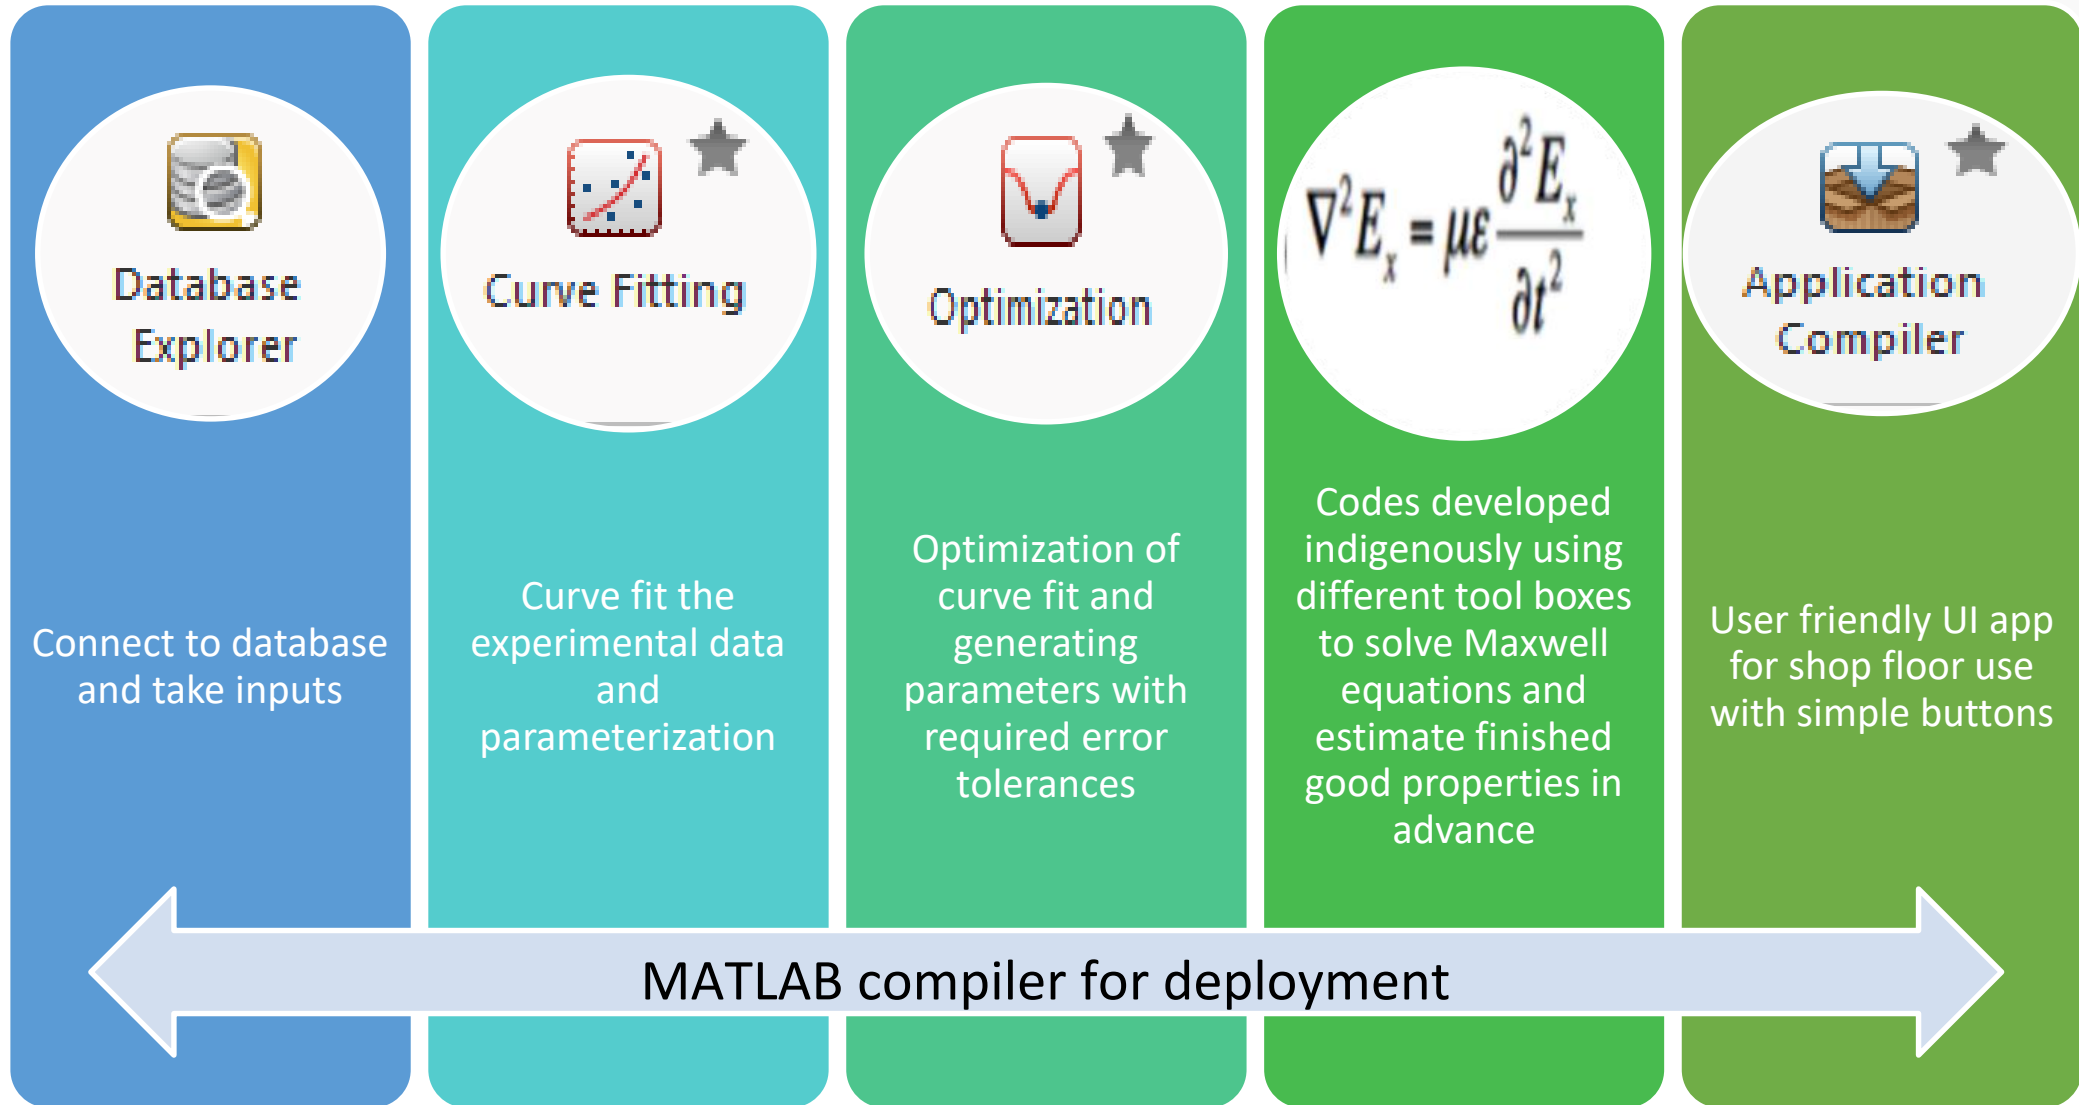 Database
Explorer
Connect to database
and take inputs
Curve Fitting
Curve fit the
experimental data
and
parameterization
Optimization
Optimization of
curve fit and
generating
parameters with
required error
tolerances
∇²Eₓ = με ∂²Eₓ/∂t²
Codes developed
indigenously using
different tool boxes
to solve Maxwell
equations and
estimate finished
good properties in
advance
Application
Compiler
User friendly UI app
for shop floor use
with simple buttons
MATLAB compiler for deployment